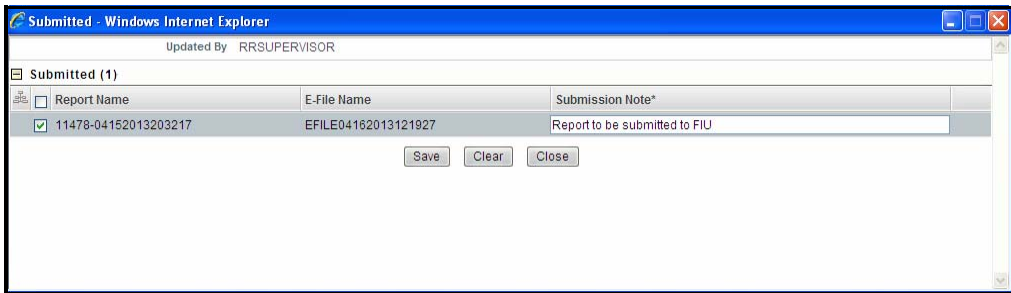 Submitted - Windows Internet Explorer
Updated By RRSUPERVISOR
Submitted (1)
Report Name E-File Name Submission Note*
11478-04152013203217 EFILE04162013121927 Report to be submitted to FIU
Save Clear Close